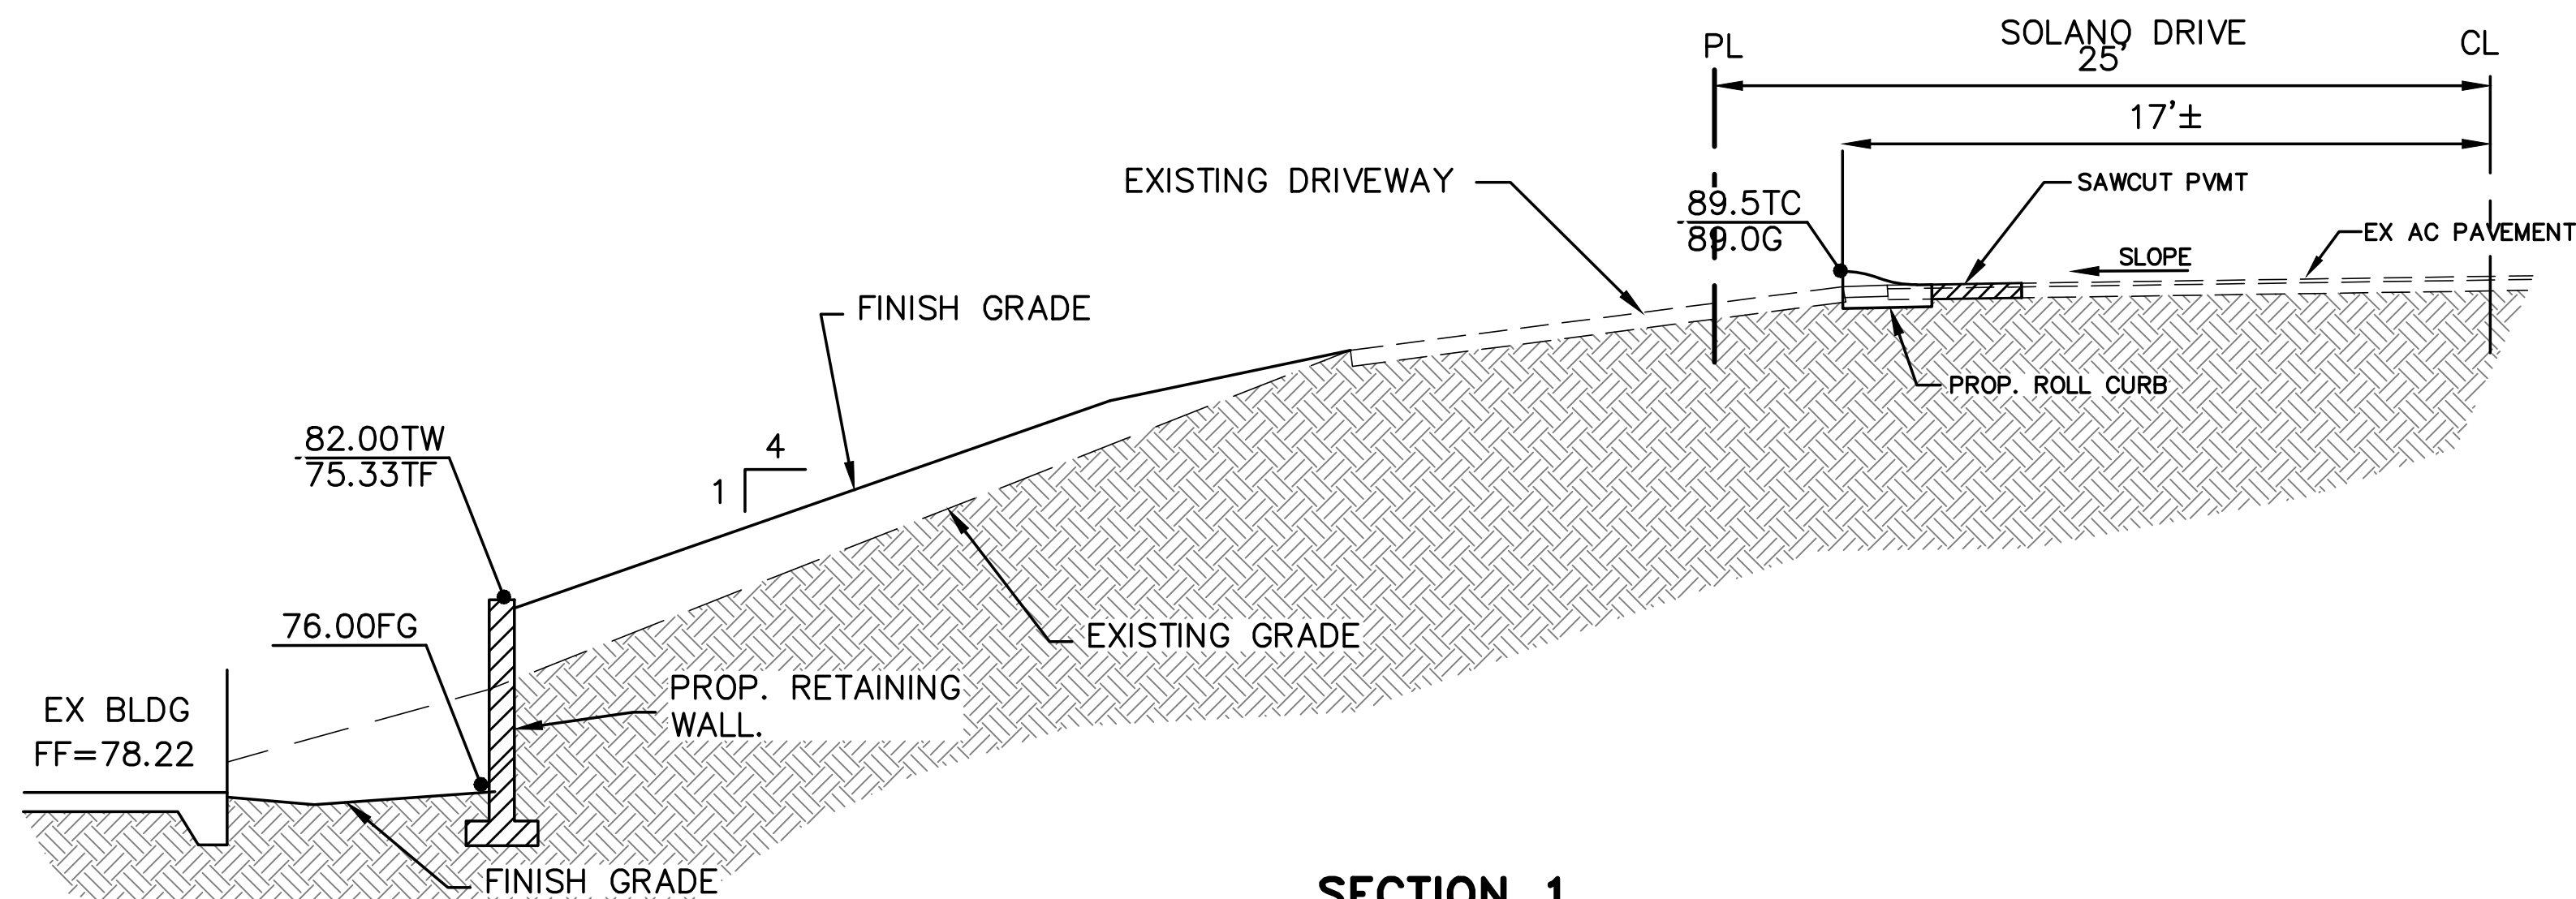 SOLANO DRIVE
PL
25'
CL
17'±
EXISTING DRIVEWAY
SAWCUT PVMT
89.5TC
89.0G
EX AC PAVEMENT
SLOPE
FINISH GRADE
PROP. ROLL CURB
82.00TW
75.33TF
4
1
76.00FG
EXISTING GRADE
EX BLDG
FF=78.22
PROP. RETAINING
WALL.
FINISH GRADE
SECTION 1